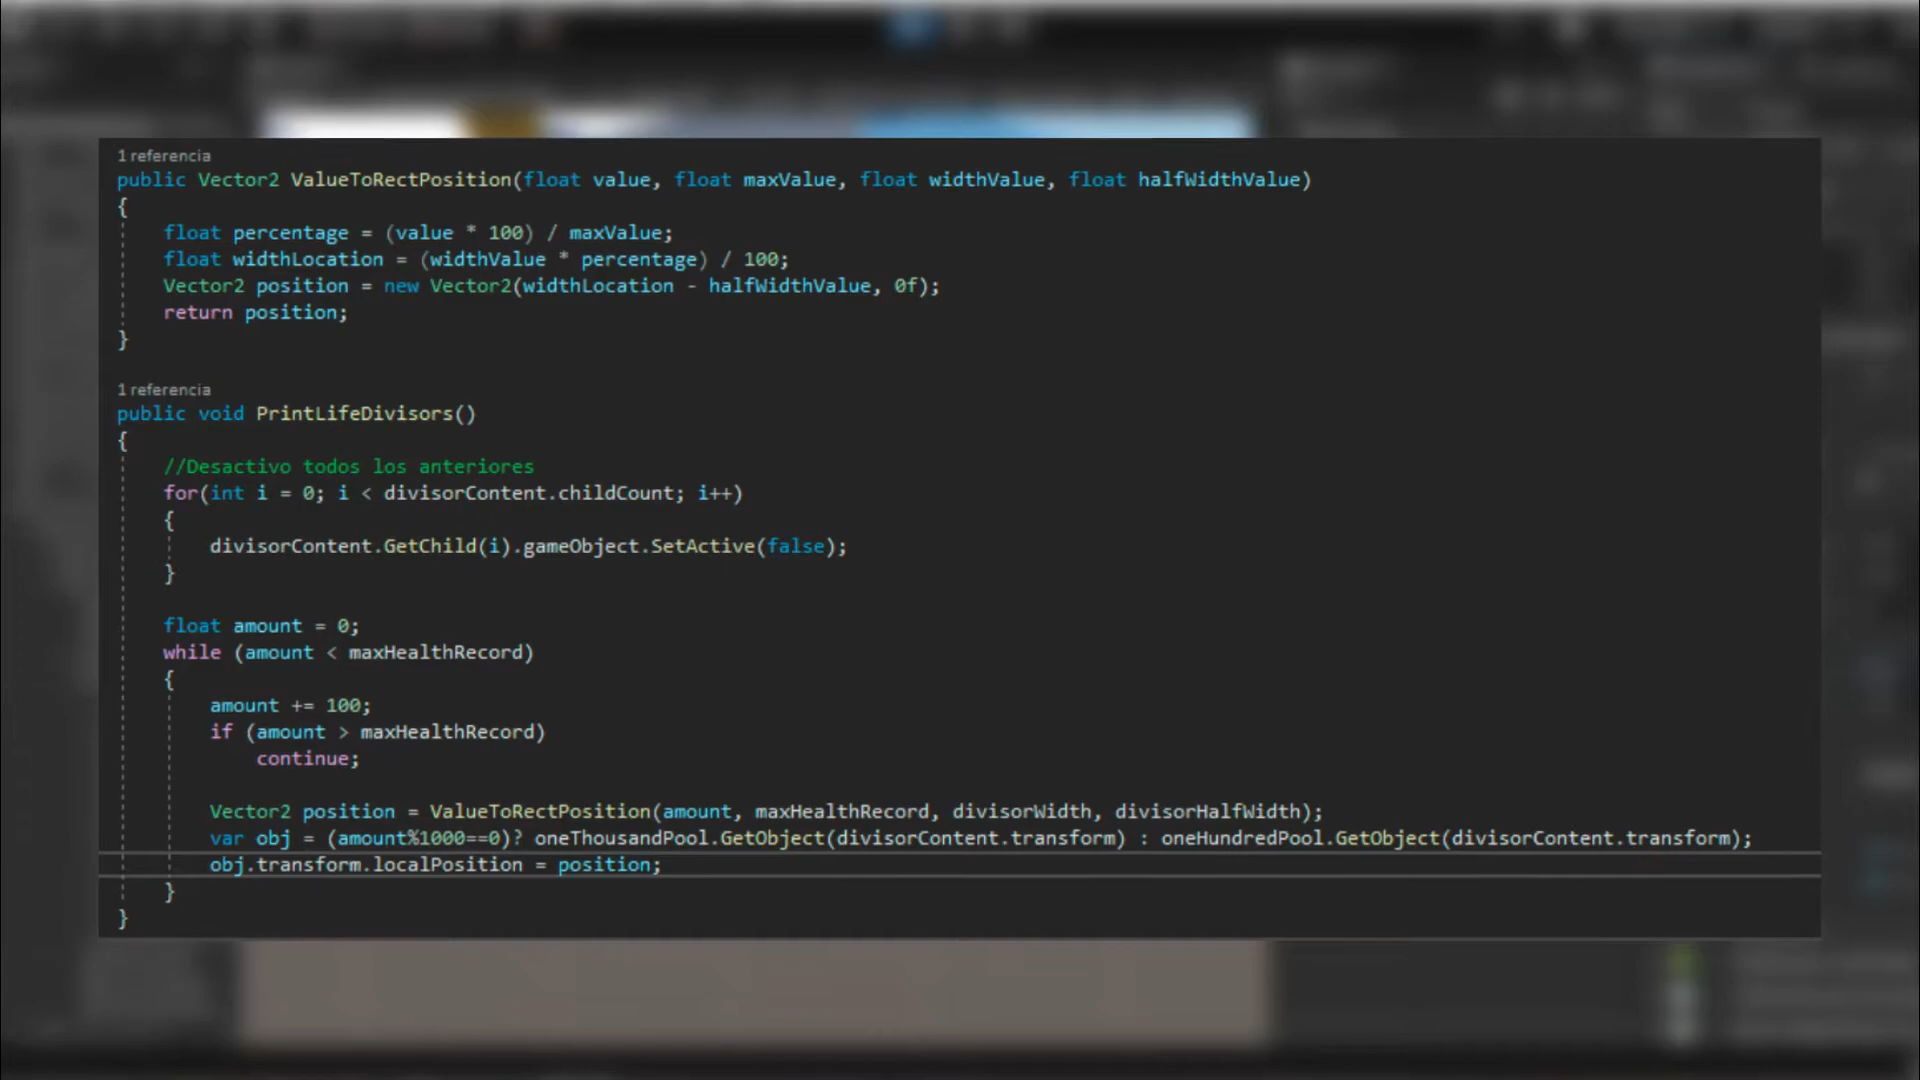 1 referencia
public Vector2 ValueToRectPosition(float value, float maxValue, float widthValue, float halfWidthValue)
{
float percentage = (value * 100) / maxValue;
float widthLocation = (widthValue * percentage) / 100;
Vector2 position = new Vector2(widthLocation - halfWidthValue, 0f);
return position;
}
1 referencia
public void PrintLifeDivisors()
{
//Desactivo todos los anteriores
for(int i = 0; i < divisorContent.childCount; i++)
{
divisorContent.GetChild(i).gameObject.SetActive(false);
}
float amount = 0;
while (amount < maxHealthRecord)
{
amount += 100;
if (amount > maxHealthRecord)
continue;
Vector2 position = ValueToRectPosition(amount, maxHealthRecord, divisorWidth, divisorHalfWidth);
var obj = (amount%1000==0)? oneThousandPool.GetObject(divisorContent.transform) : oneHundredPool.GetObject(divisorContent.transform);
obj.transform.localPosition = position;
}
}